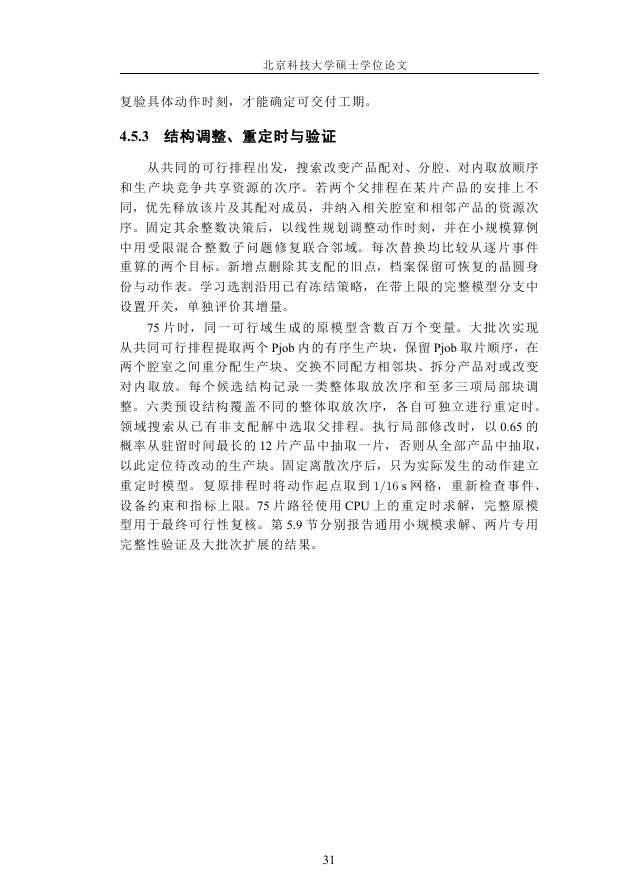 北京科技大学硕士学位论文
复验具体动作时刻，才能确定可交付工期。
4.5.3 结构调整、重定时与验证
从共同的可行排程出发，搜索改变产品配对、分腔、对内取放顺序
和生产块竞争共享资源的次序。若两个父排程在某片产品的安排上不
同，优先释放该片及其配对成员，并纳入相关腔室和相邻产品的资源次
序。固定其余整数决策后，以线性规划调整动作时刻，并在小规模算例
中用受限混合整数子问题修复联合邻域。每次替换均比较从逐片事件
重算的两个目标。新增点删除其支配的旧点，档案保留可恢复的晶圆身
份与动作表。学习选割沿用已有冻结策略，在带上限的完整模型分支中
设置开关，单独评价其增量。
75 片时，同一可行域生成的原模型含数百万个变量。大批次实现
从共同可行排程提取两个 Pjob 内的有序生产块，保留 Pjob 取片顺序，在
两个腔室之间重分配生产块、交换不同配方相邻块、拆分产品对或改变
对内取放。每个候选结构记录一类整体取放次序和至多三项局部块调
整。六类预设结构覆盖不同的整体取放次序，各自可独立进行重定时。
领域搜索从已有非支配解中选取父排程。执行局部修改时，以 0.65 的
概率从驻留时间最长的 12 片产品中抽取一片，否则从全部产品中抽取，
以此定位待改动的生产块。固定离散次序后，只为实际发生的动作建立
重定时模型。复原排程时将动作起点取到 1/16 s 网格，重新检查事件、
设备约束和指标上限。75 片路径使用 CPU 上的重定时求解，完整原模
型用于最终可行性复核。第 5.9 节分别报告通用小规模求解、两片专用
完整性验证及大批次扩展的结果。
31